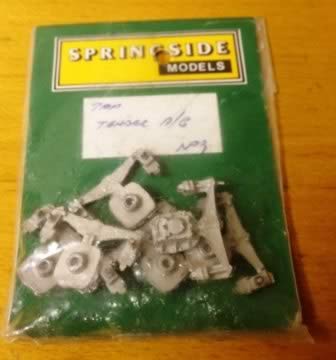 SPRINGSIDE
MODELS
TENDER A/B